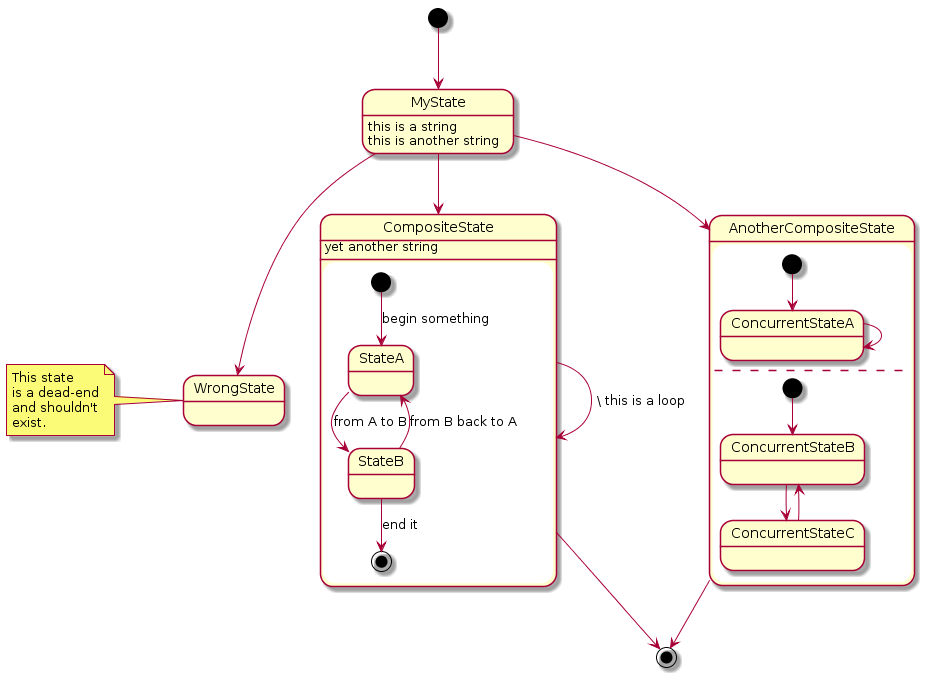 MyState
this is a string
this is another string
CompositeState
yet another string
begin something
StateA
from A to B
from B back to A
StateB
end it
\ this is a loop
AnotherCompositeState
ConcurrentStateA
ConcurrentStateB
ConcurrentStateC
WrongState
This state
is a dead-end
and shouldn't
exist.